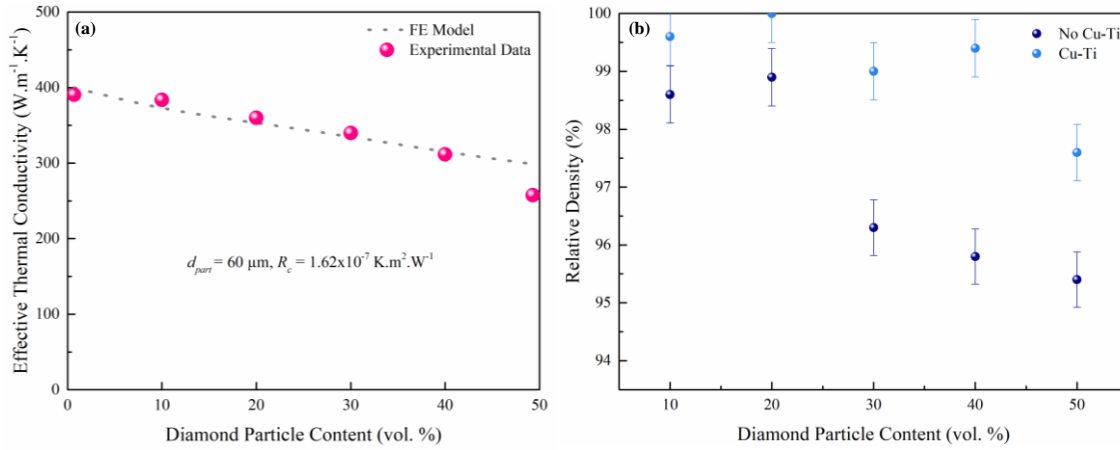 (a)
FE Model
Experimental Data
500
400
300
200
100
0
Effective Thermal Conductivity (W.m⁻¹.K⁻¹)
d_part = 60 µm, R_c = 1.62x10⁻⁷ K.m².W⁻¹
0 10 20 30 40 50
Diamond Particle Content (vol. %)
(b)
No Cu-Ti
Cu-Ti
100
99
98
97
96
95
94
Relative Density (%)
10 20 30 40 50
Diamond Particle Content (vol. %)